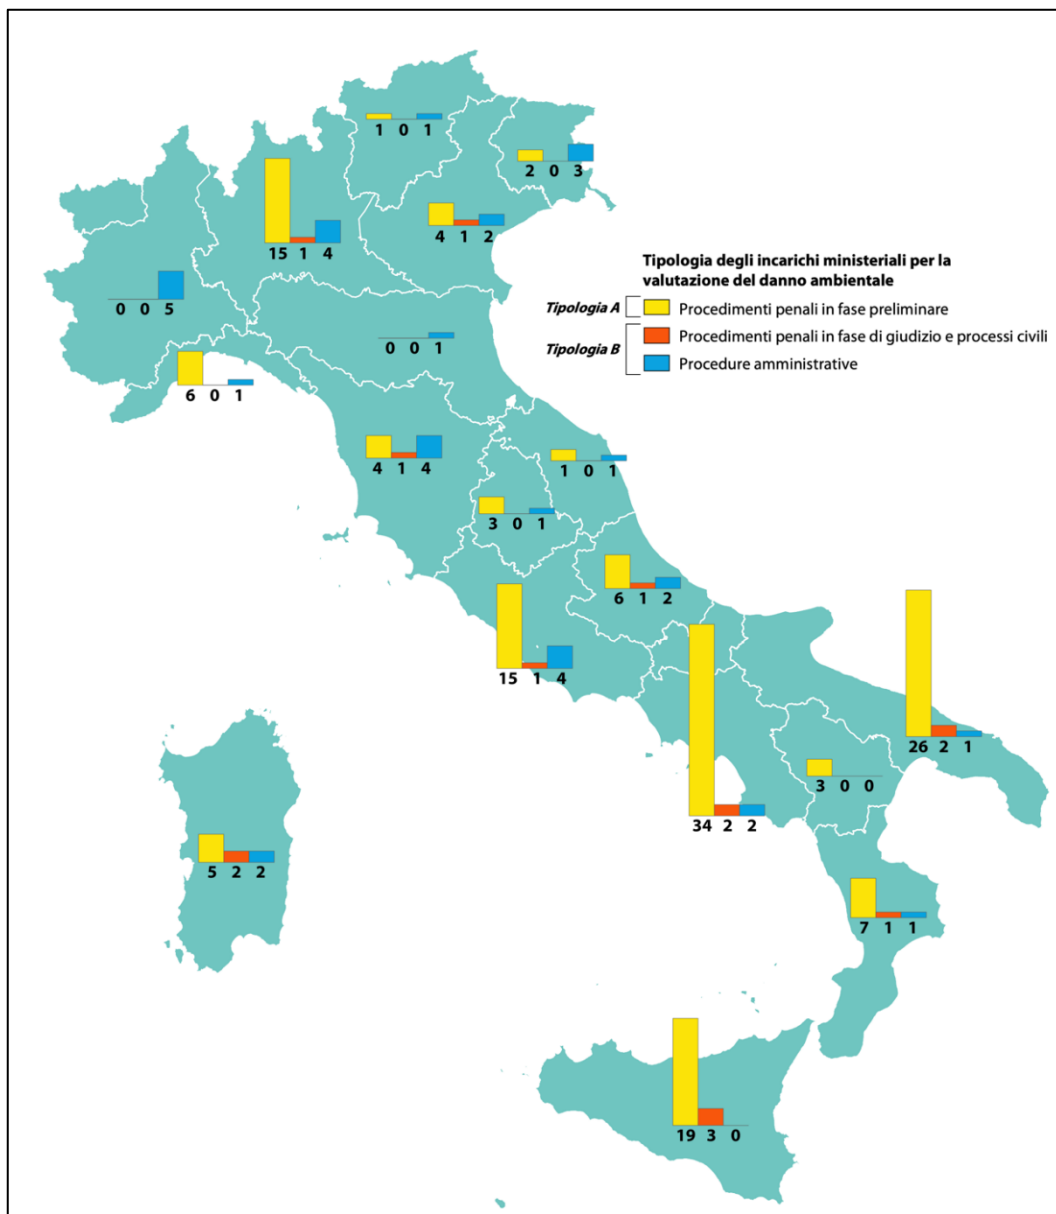 1 0 1
2 0 3
15 1 4
4 1 2
Tipologia degli incarichi ministeriali per la
valutazione del danno ambientale
Tipologia A
Procedimenti penali in fase preliminare
Tipologia B
Procedimenti penali in fase di giudizio e processi civili
Procedure amministrative
0 0 5
0 0 1
6 0 1
4 1 4
1 0 1
3 0 1
6 1 2
15 1 4
26 2 1
3 0 0
34 2 2
5 2 2
7 1 1
19 3 0